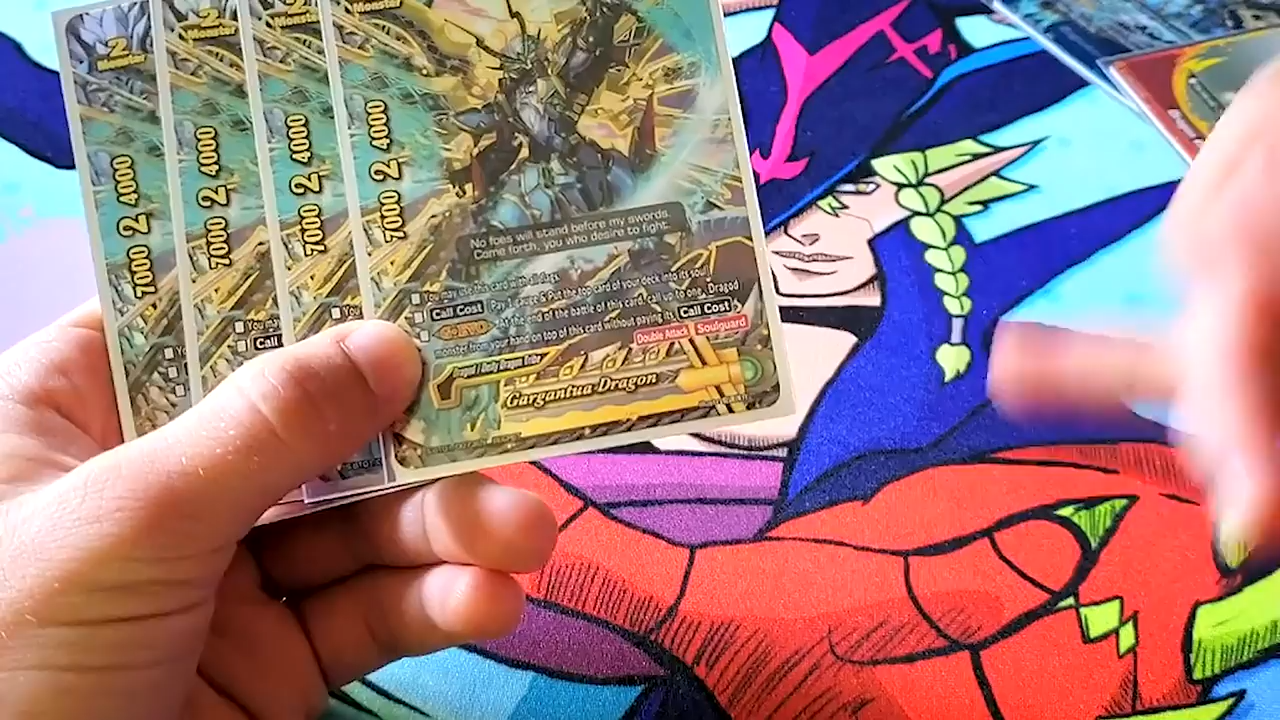 2
Monster
2
Monster
2
Monster
Monster
7000 2 4000
7000 2 4000
7000 2 4000
7000 2 4000
No foes will stand before my swords.
Come forth, you who desire to fight.
You may use this card with all flags.
Call Cost Pay 1 gauge & Put the top card of your deck into its soul.
At the end of the battle of this card, call up to one, Dragod
monster from your hand on top of this card without paying its Call Cost
Double Attack Soulguard
Dragod / Deity Dragon Tribe
Gargantua Dragon
You may
Call